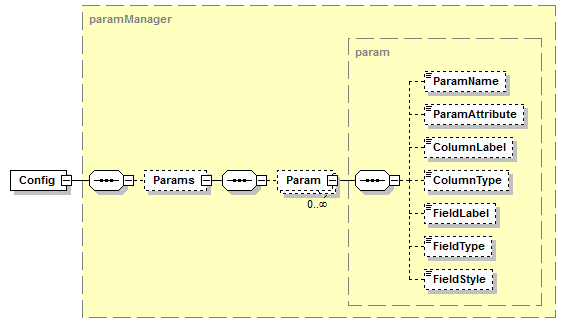 paramManager
param
ParamName
ParamAttribute
ColumnLabel
Config
Params
Param
ColumnType
0..∞
FieldLabel
FieldType
FieldStyle